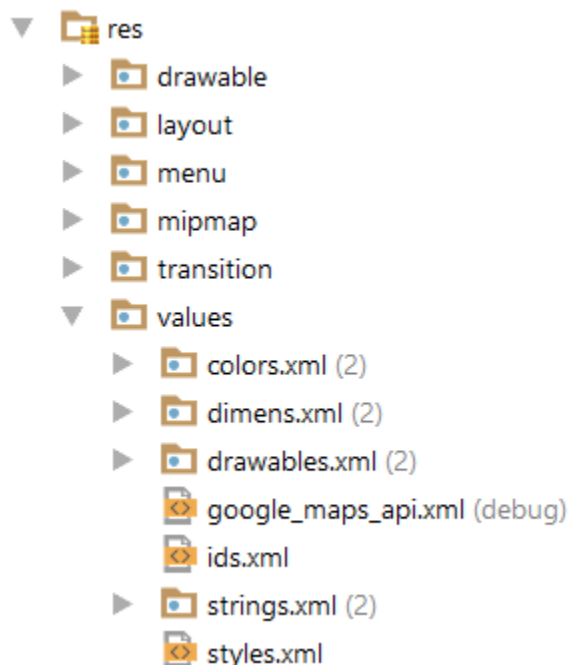 res
drawable
layout
menu
mipmap
transition
values
colors.xml (2)
dimens.xml (2)
drawables.xml (2)
google_maps_api.xml (debug)
ids.xml
strings.xml (2)
styles.xml